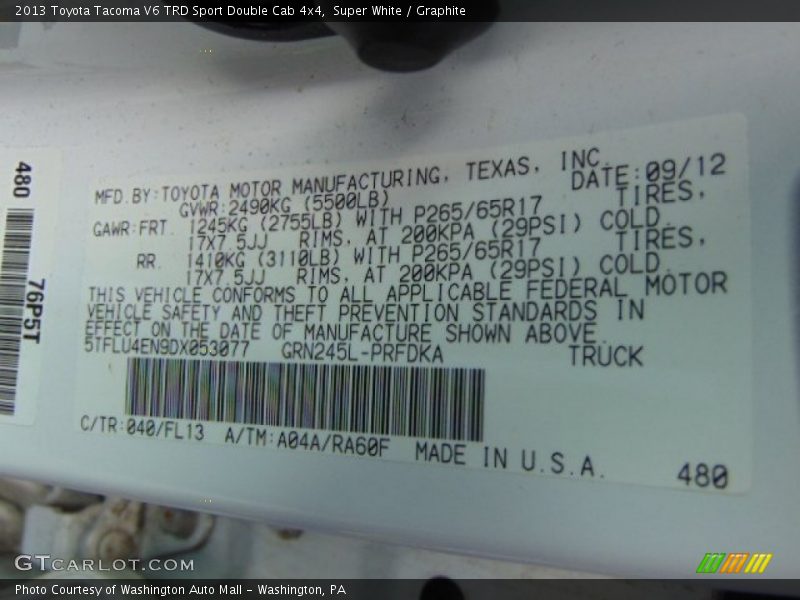 2013 Toyota Tacoma V6 TRD Sport Double Cab 4x4, Super White / Graphite
480
76P5T
MFD. BY: TOYOTA MOTOR MANUFACTURING, TEXAS, INC.
DATE: 09/12
GVWR: 2490KG (5500LB)
GAWR: FRT. 1245KG (2755LB) WITH P265/65R17 TIRES,
17X7.5JJ RIMS, AT 200KPA (29PSI) COLD.
RR. 1410KG (3110LB) WITH P265/65R17 TIRES,
17X7.5JJ RIMS, AT 200KPA (29PSI) COLD.
THIS VEHICLE CONFORMS TO ALL APPLICABLE FEDERAL MOTOR
VEHICLE SAFETY AND THEFT PREVENTION STANDARDS IN
EFFECT ON THE DATE OF MANUFACTURE SHOWN ABOVE.
5TFLU4EN9DX053077 GRN245L-PRFDKA TRUCK
C/TR: 040/FL13 A/TM: A04A/RA60F MADE IN U.S.A.
480
GTCARLOT.COM
Photo Courtesy of Washington Auto Mall - Washington, PA